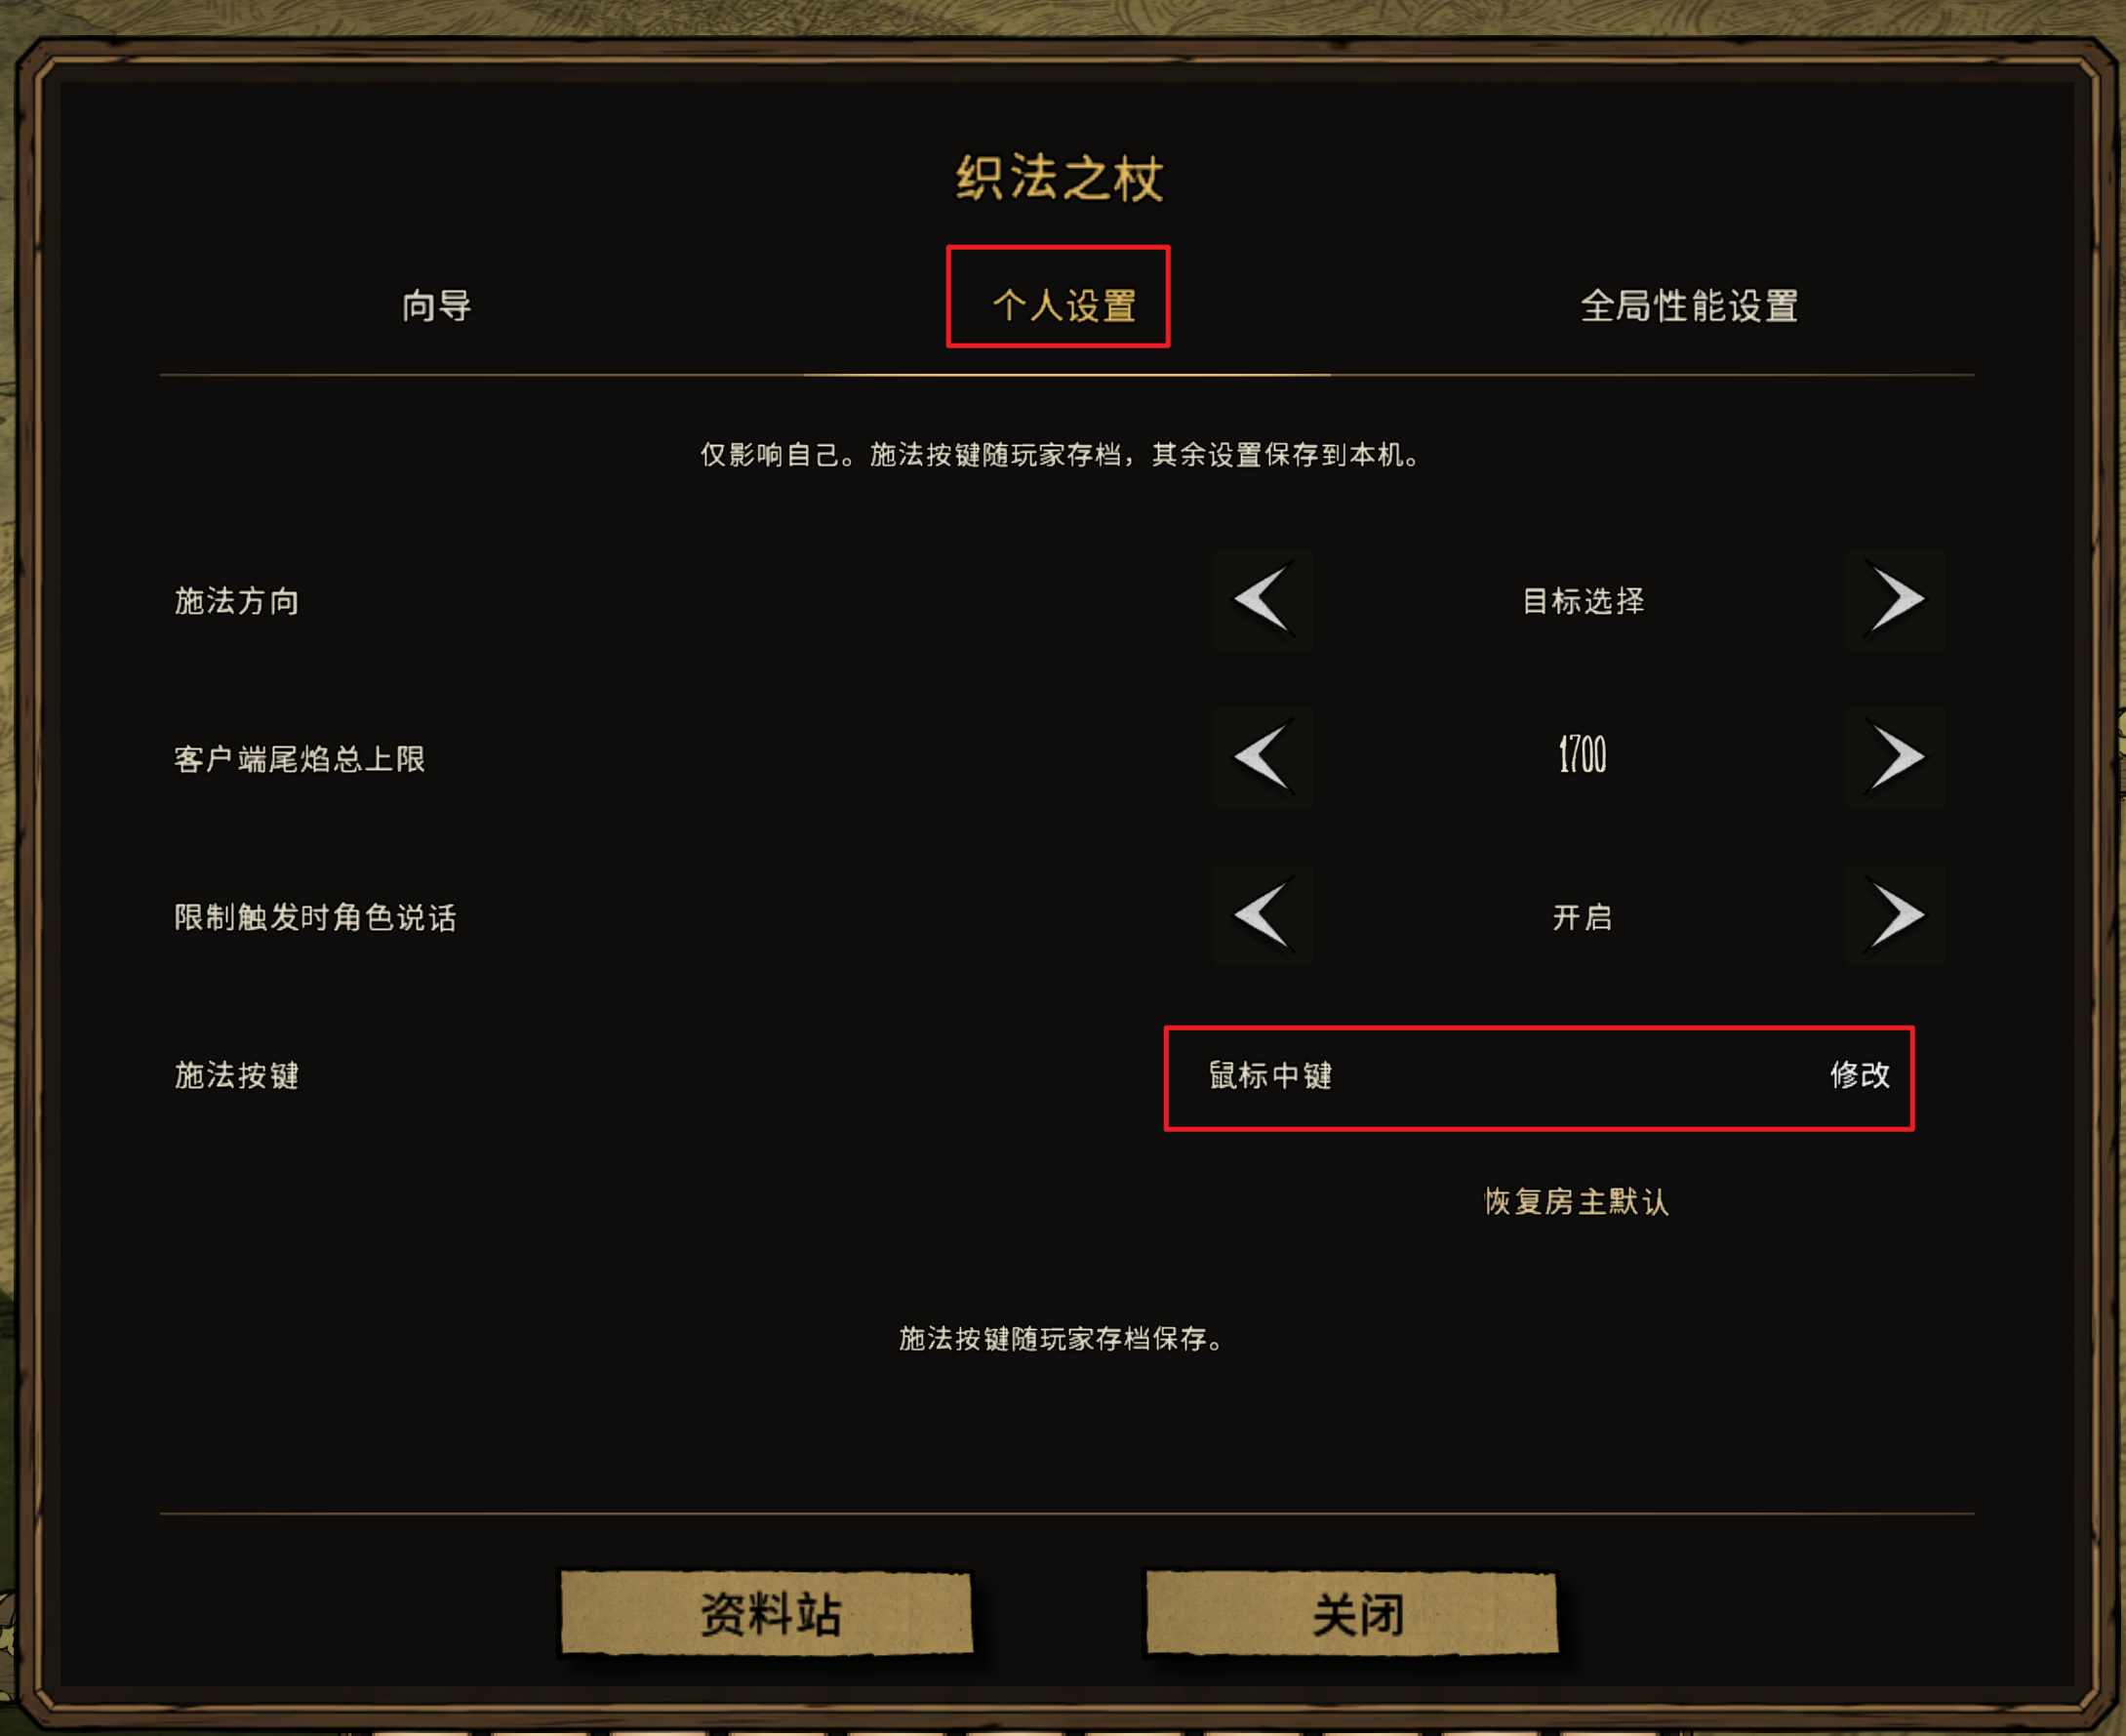 织法之杖
向导 个人设置 全局性能设置
仅影响自己。施法按键随玩家存档，其余设置保存到本机。
施法方向 目标选择
客户端尾焰总上限 1700
限制触发时角色说话 开启
施法按键 鼠标中键 修改
恢复房主默认
施法按键随玩家存档保存。
资料站 关闭